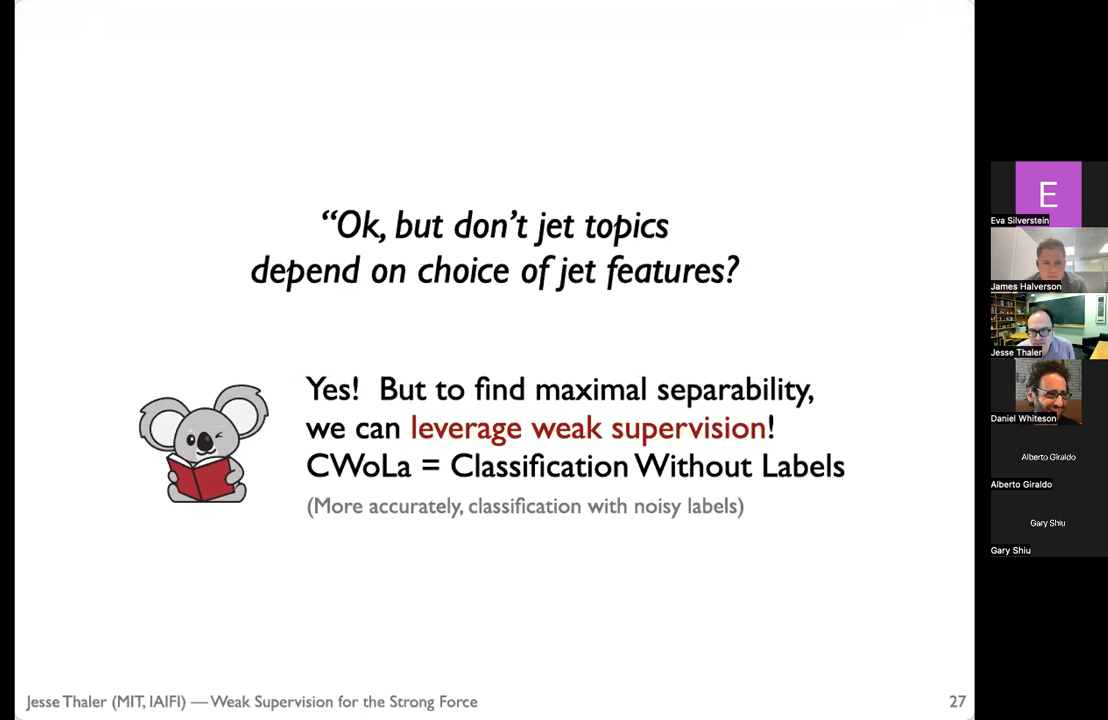 “Ok, but don’t jet topics
depend on choice of jet features?
Yes! But to find maximal separability,
we can leverage weak supervision!
CWoLa = Classification Without Labels
(More accurately, classification with noisy labels)
Jesse Thaler (MIT, IAIFI) — Weak Supervision for the Strong Force
27
E
Eva Silverstein
James Halverson
Jesse Thaler
Daniel Whiteson
Alberto Giraldo
Alberto Giraldo
Gary Shiu
Gary Shiu